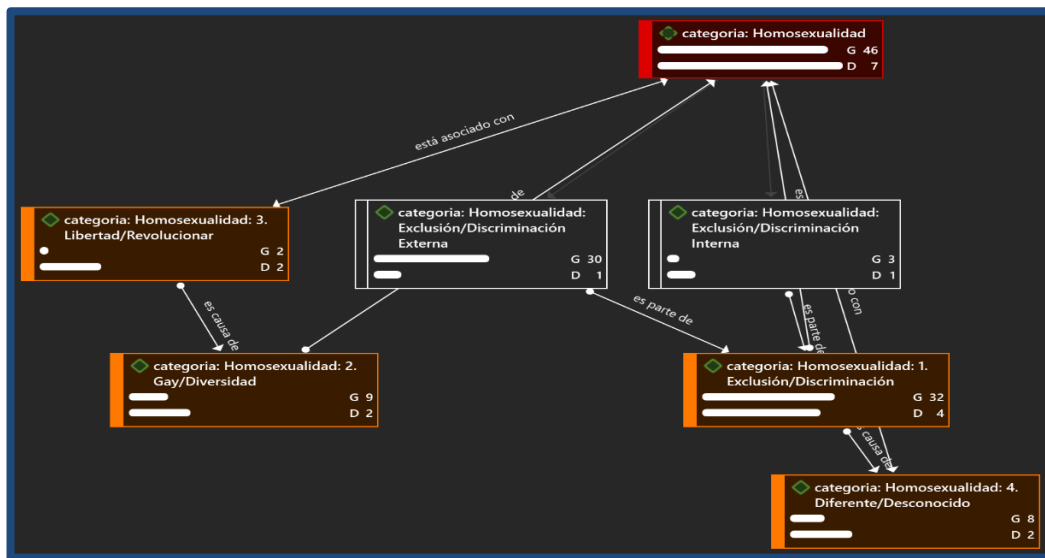 categoria: Homosexualidad
G 46
D 7
está asociado con
de
es
categoria: Homosexualidad: 3.
Libertad/Revolucionar
G 2
D 2
categoria: Homosexualidad:
Exclusión/Discriminación
Externa
G 30
D 1
categoria: Homosexualidad:
Exclusión/Discriminación
Interna
G 3
D 1
es causa de
es parte de
es parte de
o con
categoria: Homosexualidad: 2.
Gay/Diversidad
G 9
D 2
categoria: Homosexualidad: 1.
Exclusión/Discriminación
G 32
D 4
es causa de
categoria: Homosexualidad: 4.
Diferente/Desconocido
G 8
D 2